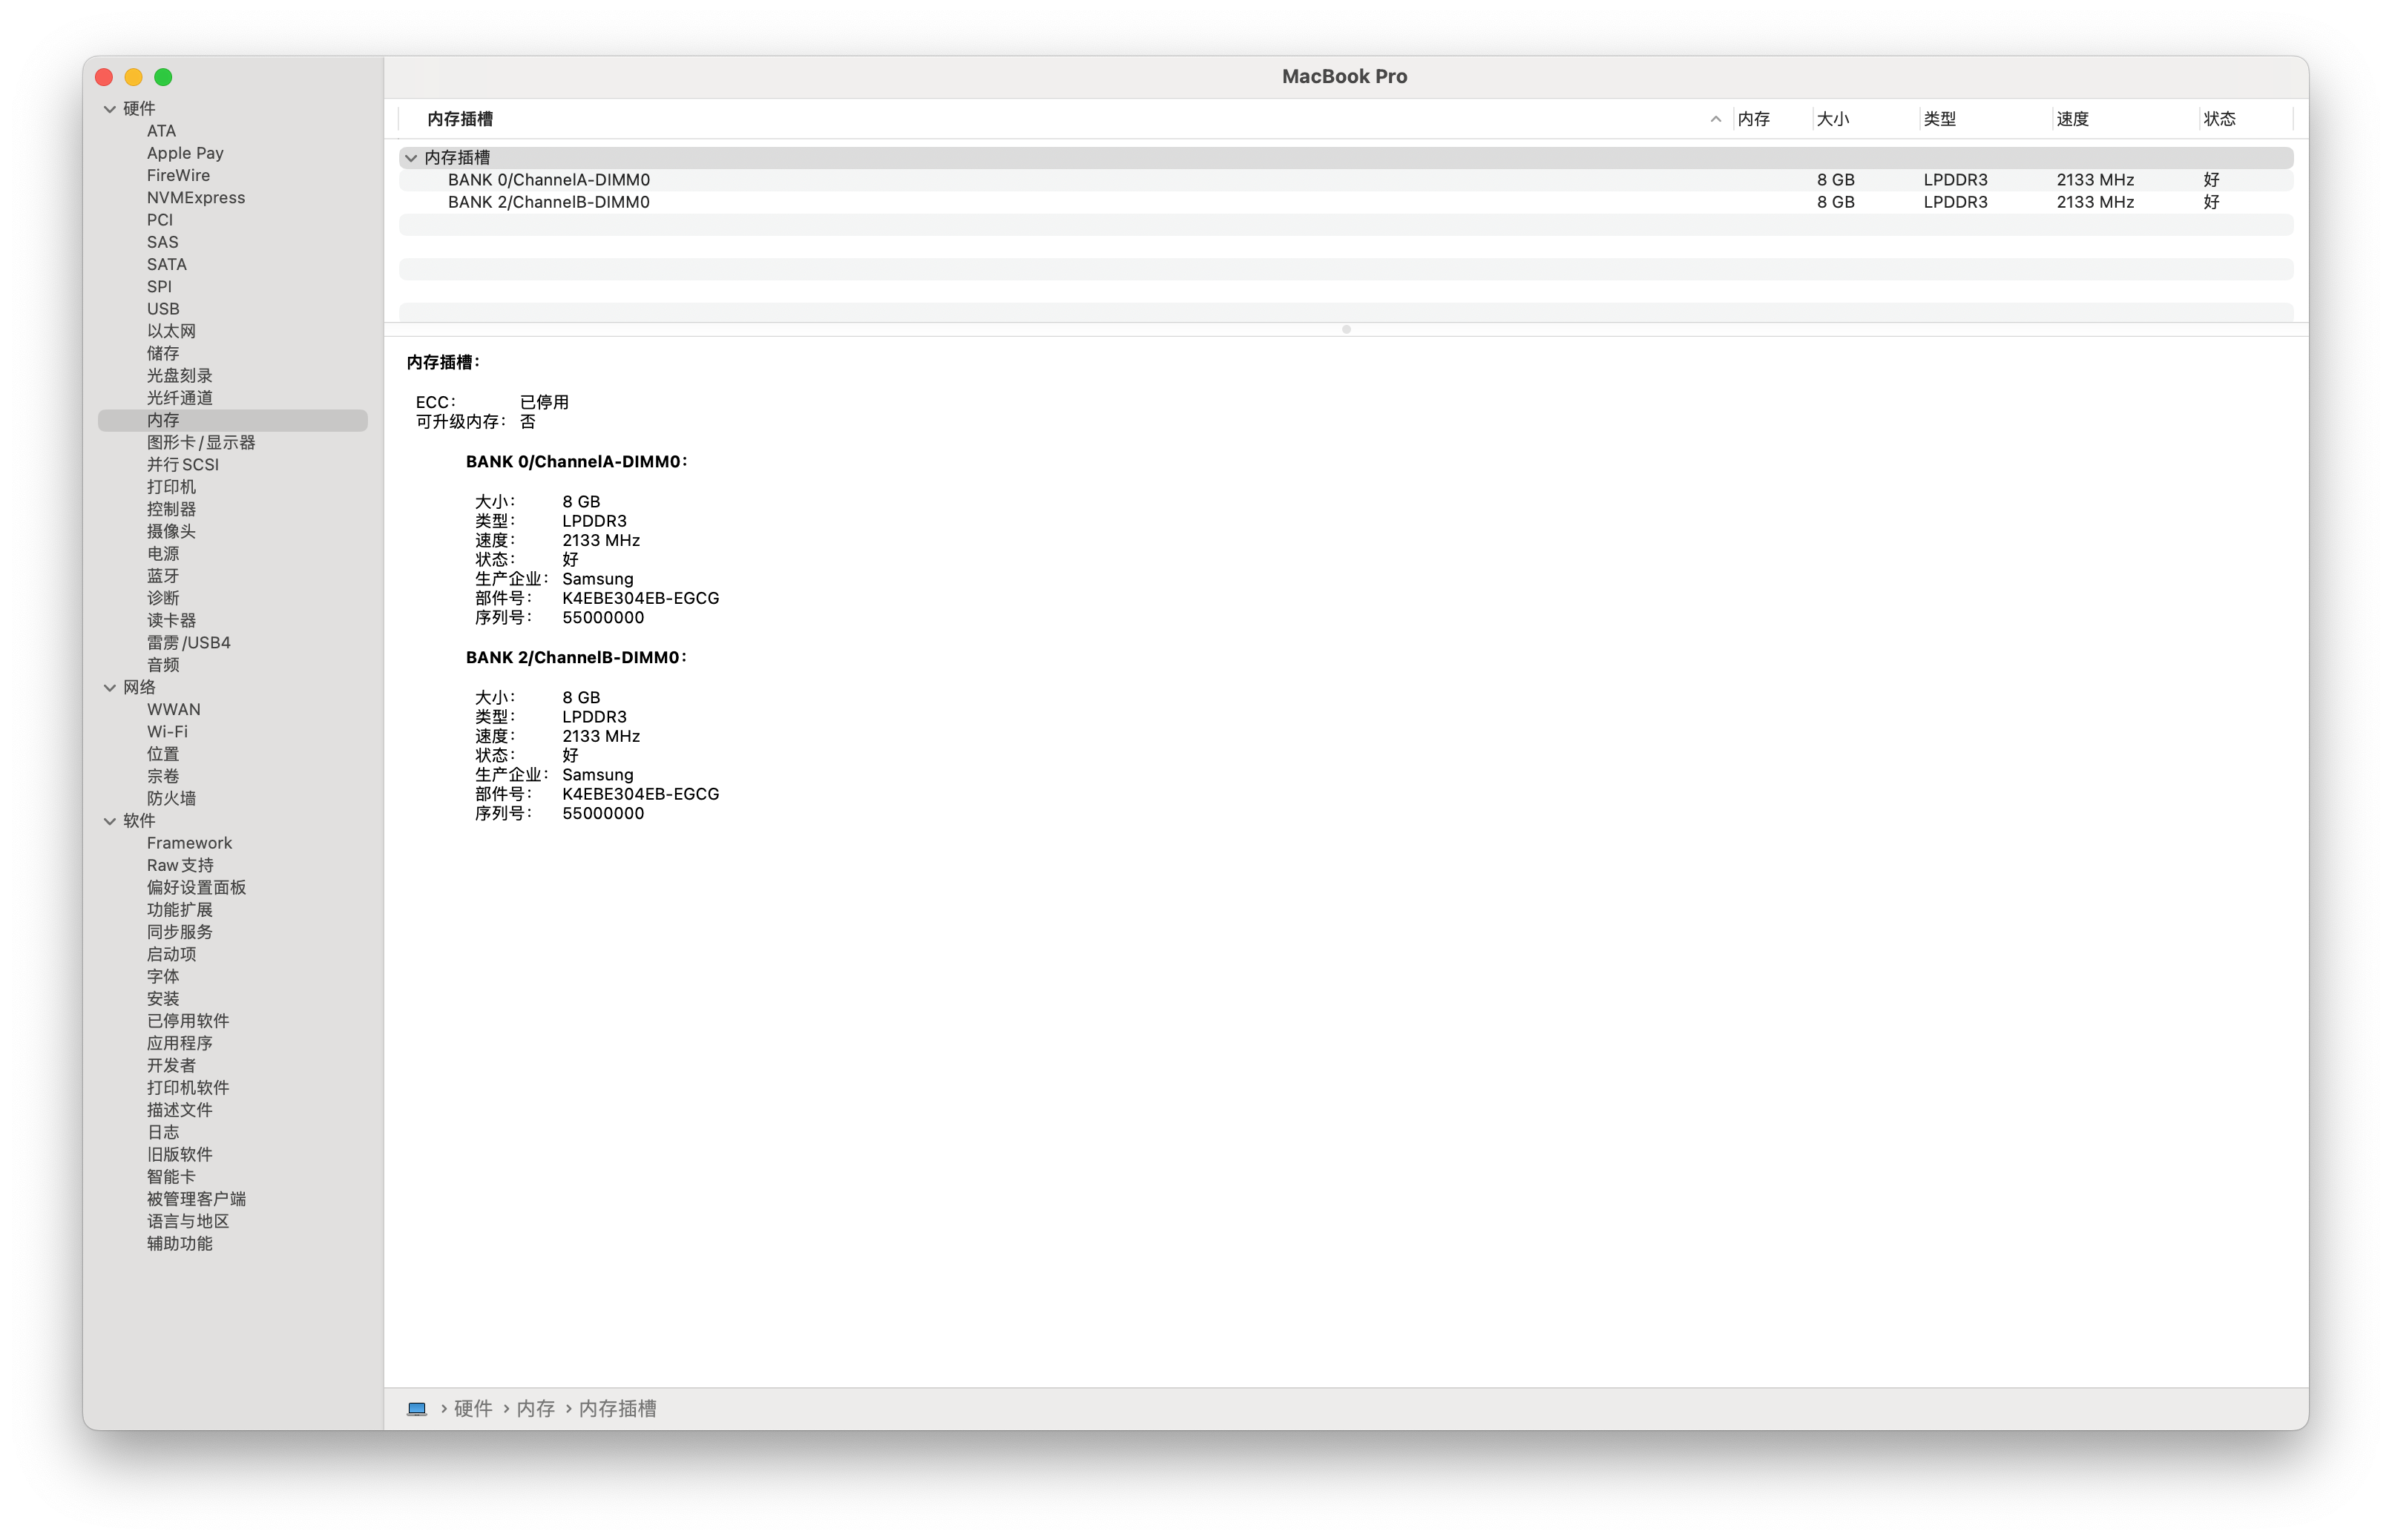 MacBook Pro
硬件
ATA
Apple Pay
FireWire
NVMExpress
PCI
SAS
SATA
SPI
USB
以太网
储存
光盘刻录
光纤通道
内存
图形卡/显示器
并行 SCSI
打印机
控制器
摄像头
电源
蓝牙
诊断
读卡器
雷雳/USB4
音频
网络
WWAN
Wi-Fi
位置
宗卷
防火墙
软件
Framework
Raw 支持
偏好设置面板
功能扩展
同步服务
启动项
字体
安装
已停用软件
应用程序
开发者
打印机软件
描述文件
日志
旧版软件
智能卡
被管理客户端
语言与地区
辅助功能
内存插槽 内存 大小 类型 速度 状态
内存插槽
BANK 0/ChannelA-DIMM0 8 GB LPDDR3 2133 MHz 好
BANK 2/ChannelB-DIMM0 8 GB LPDDR3 2133 MHz 好
内存插槽：
ECC： 已停用
可升级内存： 否
BANK 0/ChannelA-DIMM0：
大小： 8 GB
类型： LPDDR3
速度： 2133 MHz
状态： 好
生产企业： Samsung
部件号： K4EBE304EB-EGCG
序列号： 55000000
BANK 2/ChannelB-DIMM0：
大小： 8 GB
类型： LPDDR3
速度： 2133 MHz
状态： 好
生产企业： Samsung
部件号： K4EBE304EB-EGCG
序列号： 55000000
› 硬件 › 内存 › 内存插槽